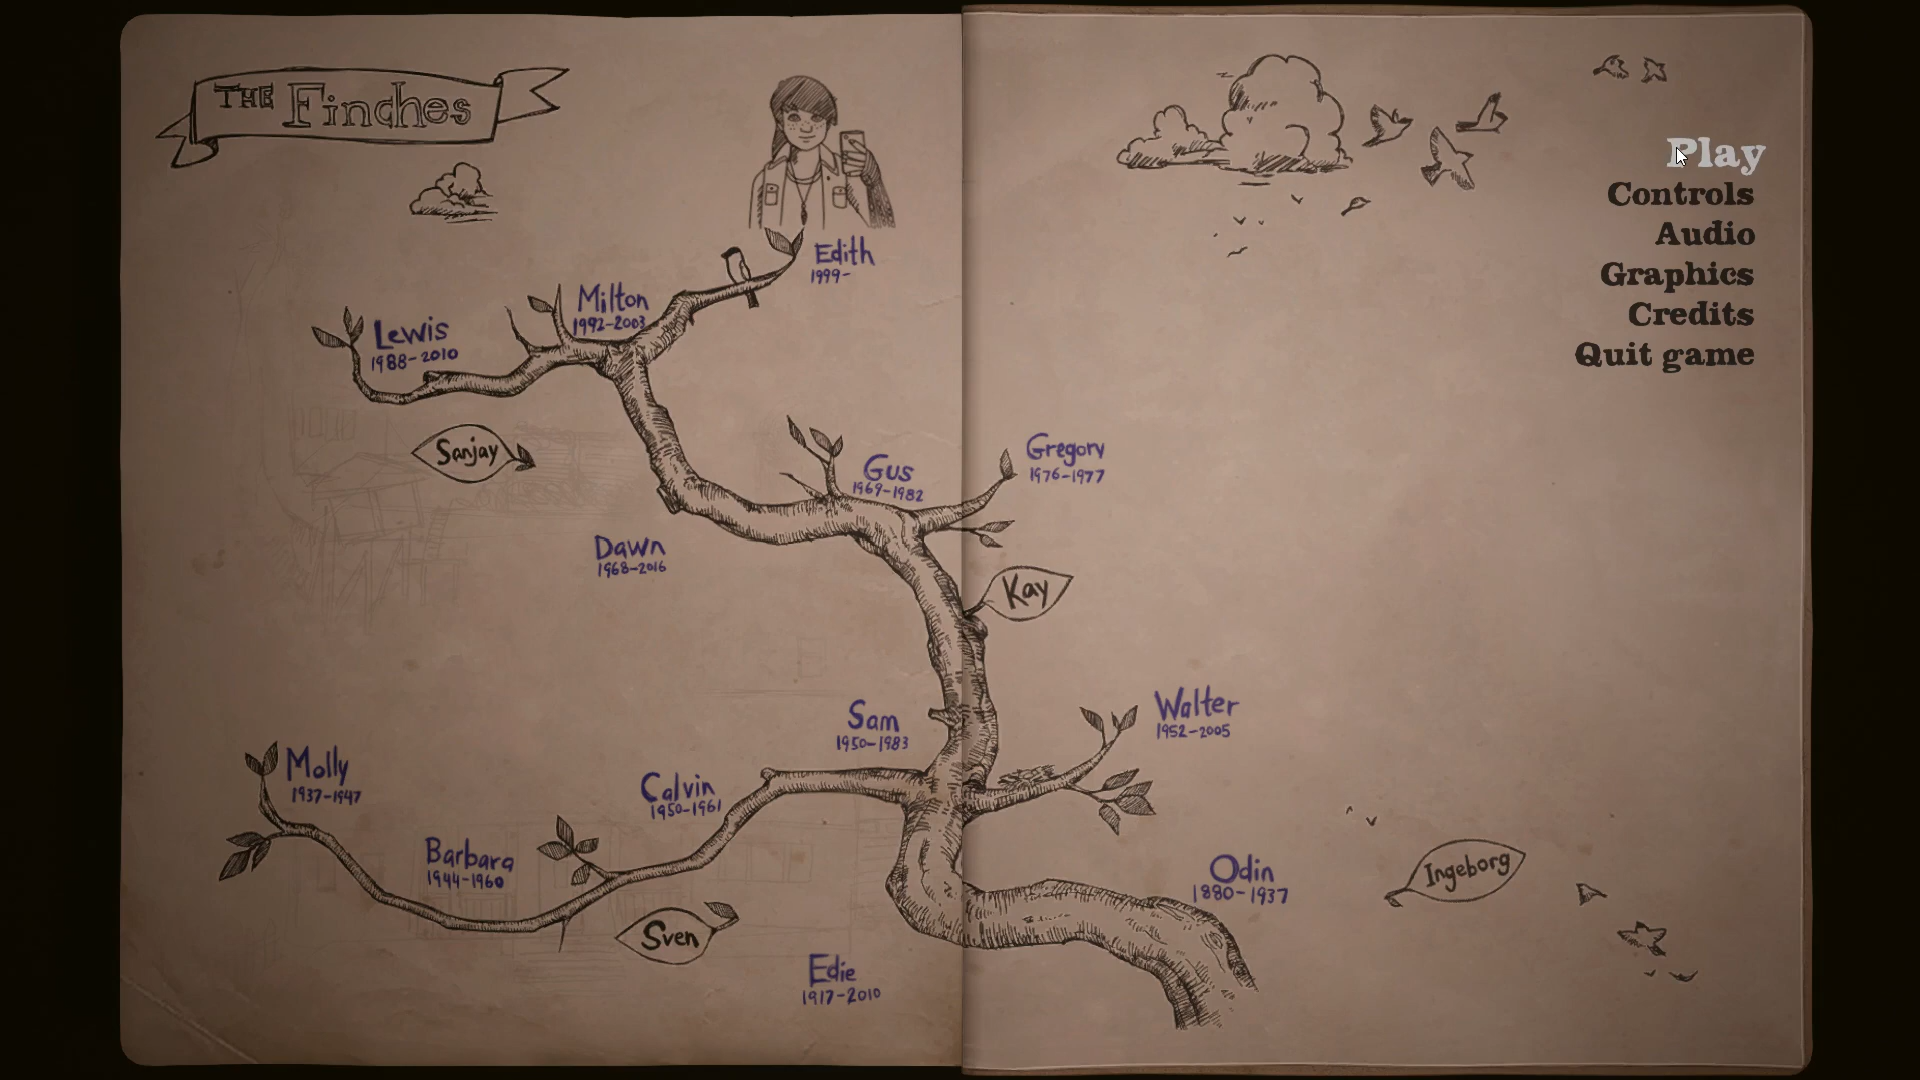 THE Finches
Edith
1999-
Milton
1992-2003
Lewis
1988-2010
Sanjay
Gus
1969-1982
Gregory
1976-1977
Dawn
1968-2016
Kay
Sam
1950-1983
Walter
1952-2005
Molly
1937-1947
Calvin
1950-1961
Barbara
1944-1960
Sven
Odin
1880-1937
Ingeborg
Edie
1917-2010
Play
Controls
Audio
Graphics
Credits
Quit game